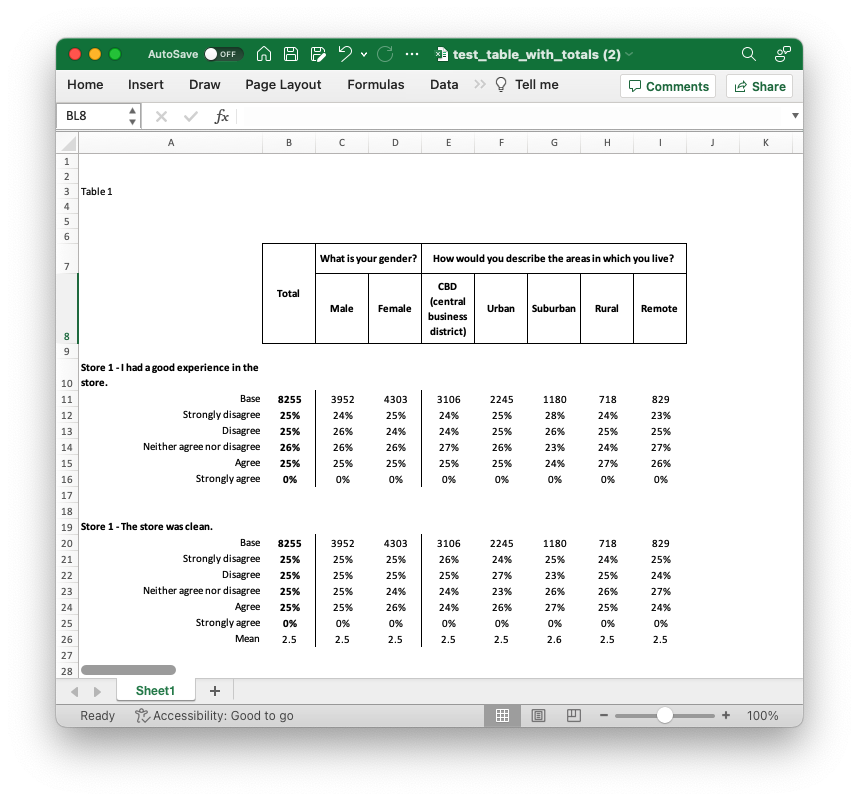 AutoSave OFF test_table_with_totals (2)
Home Insert Draw Page Layout Formulas Data Tell me Comments Share
BL8 fx
A B C D E F G H I J K
1
2
3 Table 1
4
5
6
7 What is your gender? How would you describe the areas in which you live?
Total
CBD
(central
business
district)
Male Female Urban Suburban Rural Remote
8
9
Store 1 - I had a good experience in the
10 store.
11 Base 8255 3952 4303 3106 2245 1180 718 829
12 Strongly disagree 25% 24% 25% 24% 25% 28% 24% 23%
13 Disagree 25% 26% 24% 24% 25% 26% 25% 25%
14 Neither agree nor disagree 26% 26% 26% 27% 26% 23% 24% 27%
15 Agree 25% 25% 25% 25% 25% 24% 27% 26%
16 Strongly agree 0% 0% 0% 0% 0% 0% 0% 0%
17
18
19 Store 1 - The store was clean.
20 Base 8255 3952 4303 3106 2245 1180 718 829
21 Strongly disagree 25% 25% 25% 26% 24% 25% 24% 25%
22 Disagree 25% 25% 25% 25% 27% 23% 25% 24%
23 Neither agree nor disagree 25% 25% 24% 24% 23% 26% 26% 27%
24 Agree 25% 25% 26% 24% 26% 27% 25% 24%
25 Strongly agree 0% 0% 0% 0% 0% 0% 0% 0%
26 Mean 2.5 2.5 2.5 2.5 2.5 2.6 2.5 2.5
27
28
Sheet1
Ready Accessibility: Good to go 100%